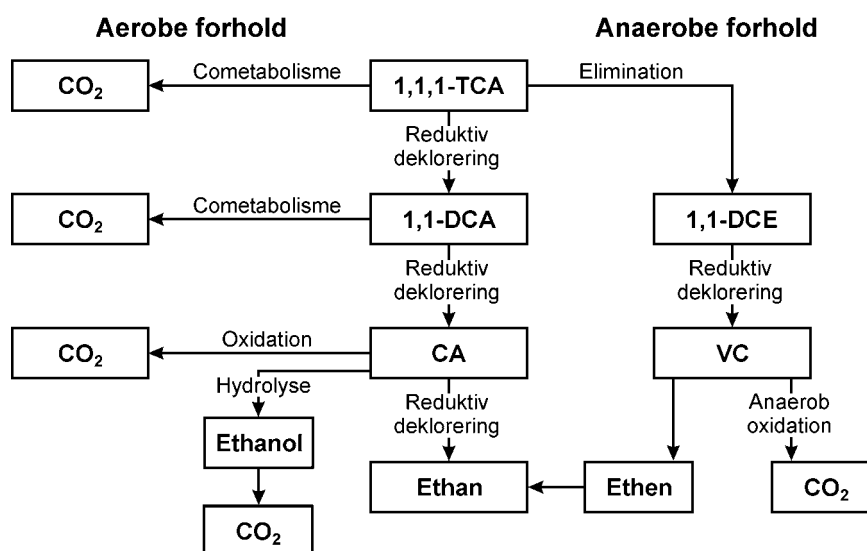 Aerobe forhold
Anaerobe forhold
CO₂
Cometabolisme
1,1,1-TCA
Elimination
Reduktiv
deklorering
CO₂
Cometabolisme
1,1-DCA
1,1-DCE
Reduktiv
deklorering
Reduktiv
deklorering
CO₂
Oxidation
CA
VC
Hydrolyse
Reduktiv
deklorering
Anaerob
oxidation
Ethanol
Ethan
Ethen
CO₂
CO₂